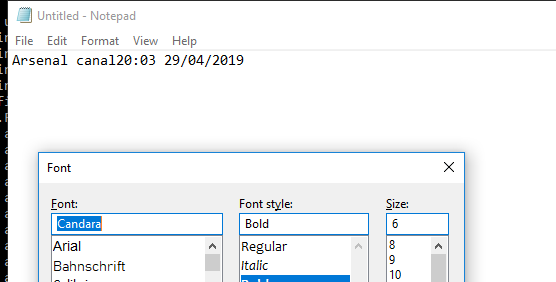 Untitled - Notepad
File Edit Format View Help
Arsenal canal20:03 29/04/2019
Font
Font: Font style: Size:
Candara Bold 6
Arial Regular 8
Bahnschrift Italic 9
10